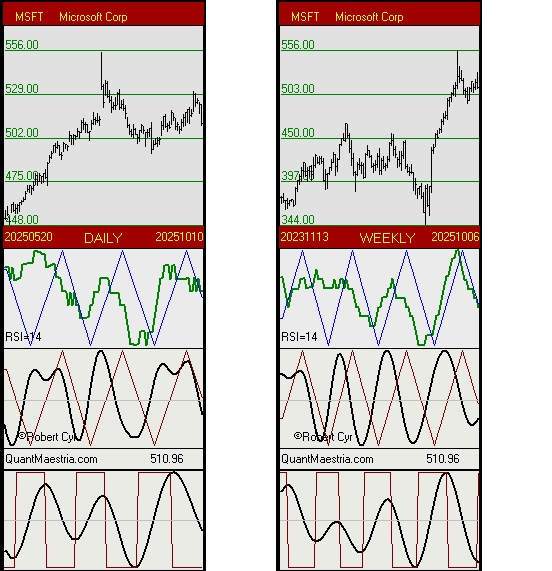 MSFT Microsoft Corp
556.00
529.00
502.00
475.00
448.00
20250520 DAILY 20251010
RSI=14
©Robert Cyr
QuantMaestria.com 510.96
MSFT Microsoft Corp
556.00
503.00
450.00
397.00
344.00
20231113 WEEKLY 20251006
RSI=14
©Robert Cyr
QuantMaestria.com 510.96